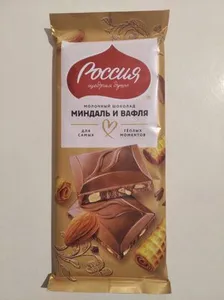 Россия
щедрая душа
МОЛОЧНЫЙ ШОКОЛАД
МИНДАЛЬ И ВАФЛЯ
ДЛЯ САМЫХ ТЁПЛЫХ МОМЕНТОВ